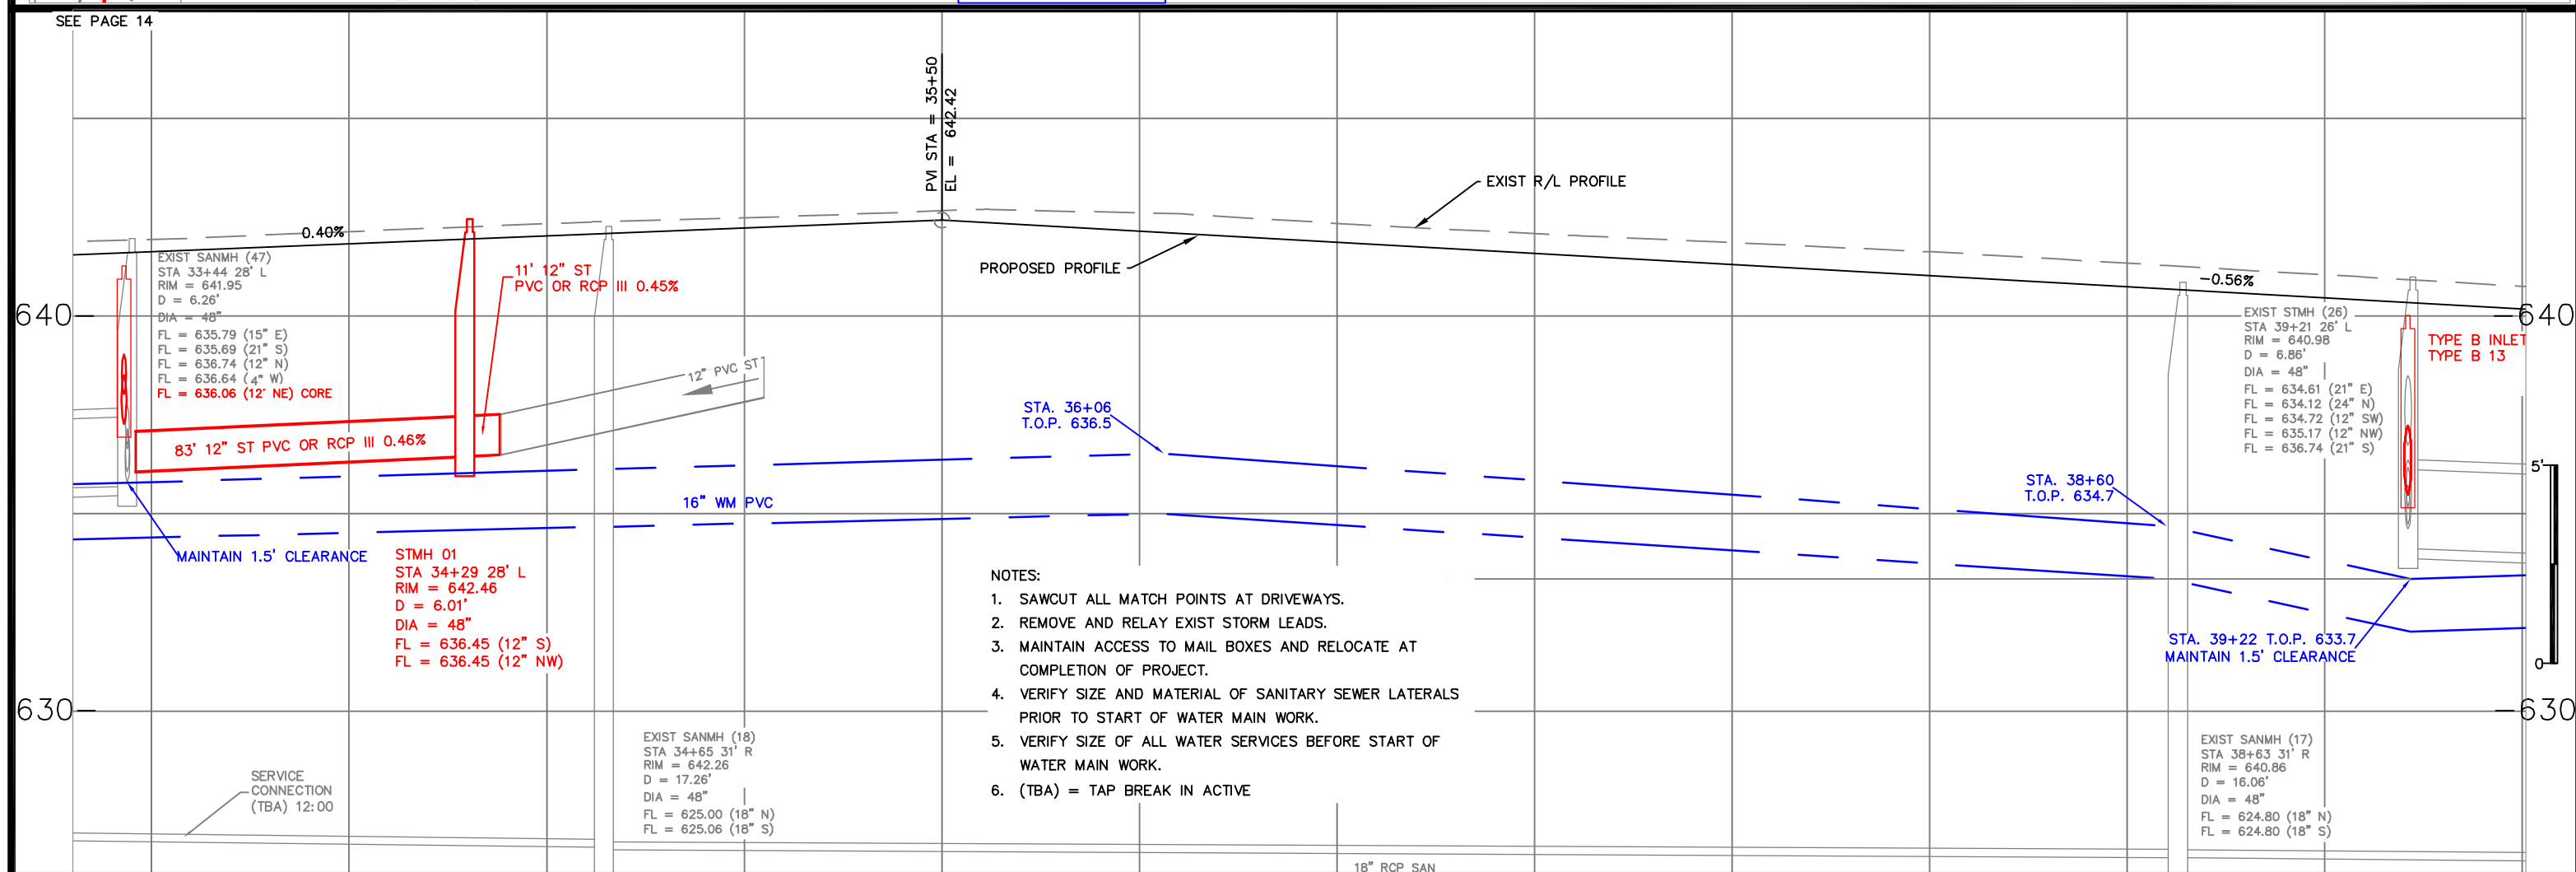 SEE PAGE 14
PVI STA = 35+50
EL = 642.42
EXIST R/L PROFILE
0.40%
PROPOSED PROFILE
-0.56%
640
640
EXIST SANMH (47)
STA 33+44 28' L
RIM = 641.95
D = 6.26'
DIA = 48"
FL = 635.79 (15" E)
FL = 635.69 (21" S)
FL = 636.74 (12" N)
FL = 636.64 (4" W)
FL = 636.06 (12' NE) CORE
11' 12" ST
PVC OR RCP III 0.45%
12" PVC ST
83' 12" ST PVC OR RCP III 0.46%
STA. 36+06
T.O.P. 636.5
EXIST STMH (26)
STA 39+21 26' L
RIM = 640.98
D = 6.86'
DIA = 48"
FL = 634.61 (21" E)
FL = 634.12 (24" N)
FL = 634.72 (12" SW)
FL = 635.17 (12" NW)
FL = 636.74 (21" S)
TYPE B INLET
TYPE B 13
5'
STA. 38+60
T.O.P. 634.7
16" WM PVC
MAINTAIN 1.5' CLEARANCE
STMH 01
STA 34+29 28' L
RIM = 642.46
D = 6.01'
DIA = 48"
FL = 636.45 (12" S)
FL = 636.45 (12" NW)
NOTES:
1. SAWCUT ALL MATCH POINTS AT DRIVEWAYS.
2. REMOVE AND RELAY EXIST STORM LEADS.
3. MAINTAIN ACCESS TO MAIL BOXES AND RELOCATE AT
COMPLETION OF PROJECT.
4. VERIFY SIZE AND MATERIAL OF SANITARY SEWER LATERALS
PRIOR TO START OF WATER MAIN WORK.
5. VERIFY SIZE OF ALL WATER SERVICES BEFORE START OF
WATER MAIN WORK.
6. (TBA) = TAP BREAK IN ACTIVE
STA. 39+22 T.O.P. 633.7
MAINTAIN 1.5' CLEARANCE
0
630
630
SERVICE
CONNECTION
(TBA) 12:00
EXIST SANMH (18)
STA 34+65 31' R
RIM = 642.26
D = 17.26'
DIA = 48"
FL = 625.00 (18" N)
FL = 625.06 (18" S)
EXIST SANMH (17)
STA 38+63 31' R
RIM = 640.86
D = 16.06'
DIA = 48"
FL = 624.80 (18" N)
FL = 624.80 (18" S)
18" RCP SAN